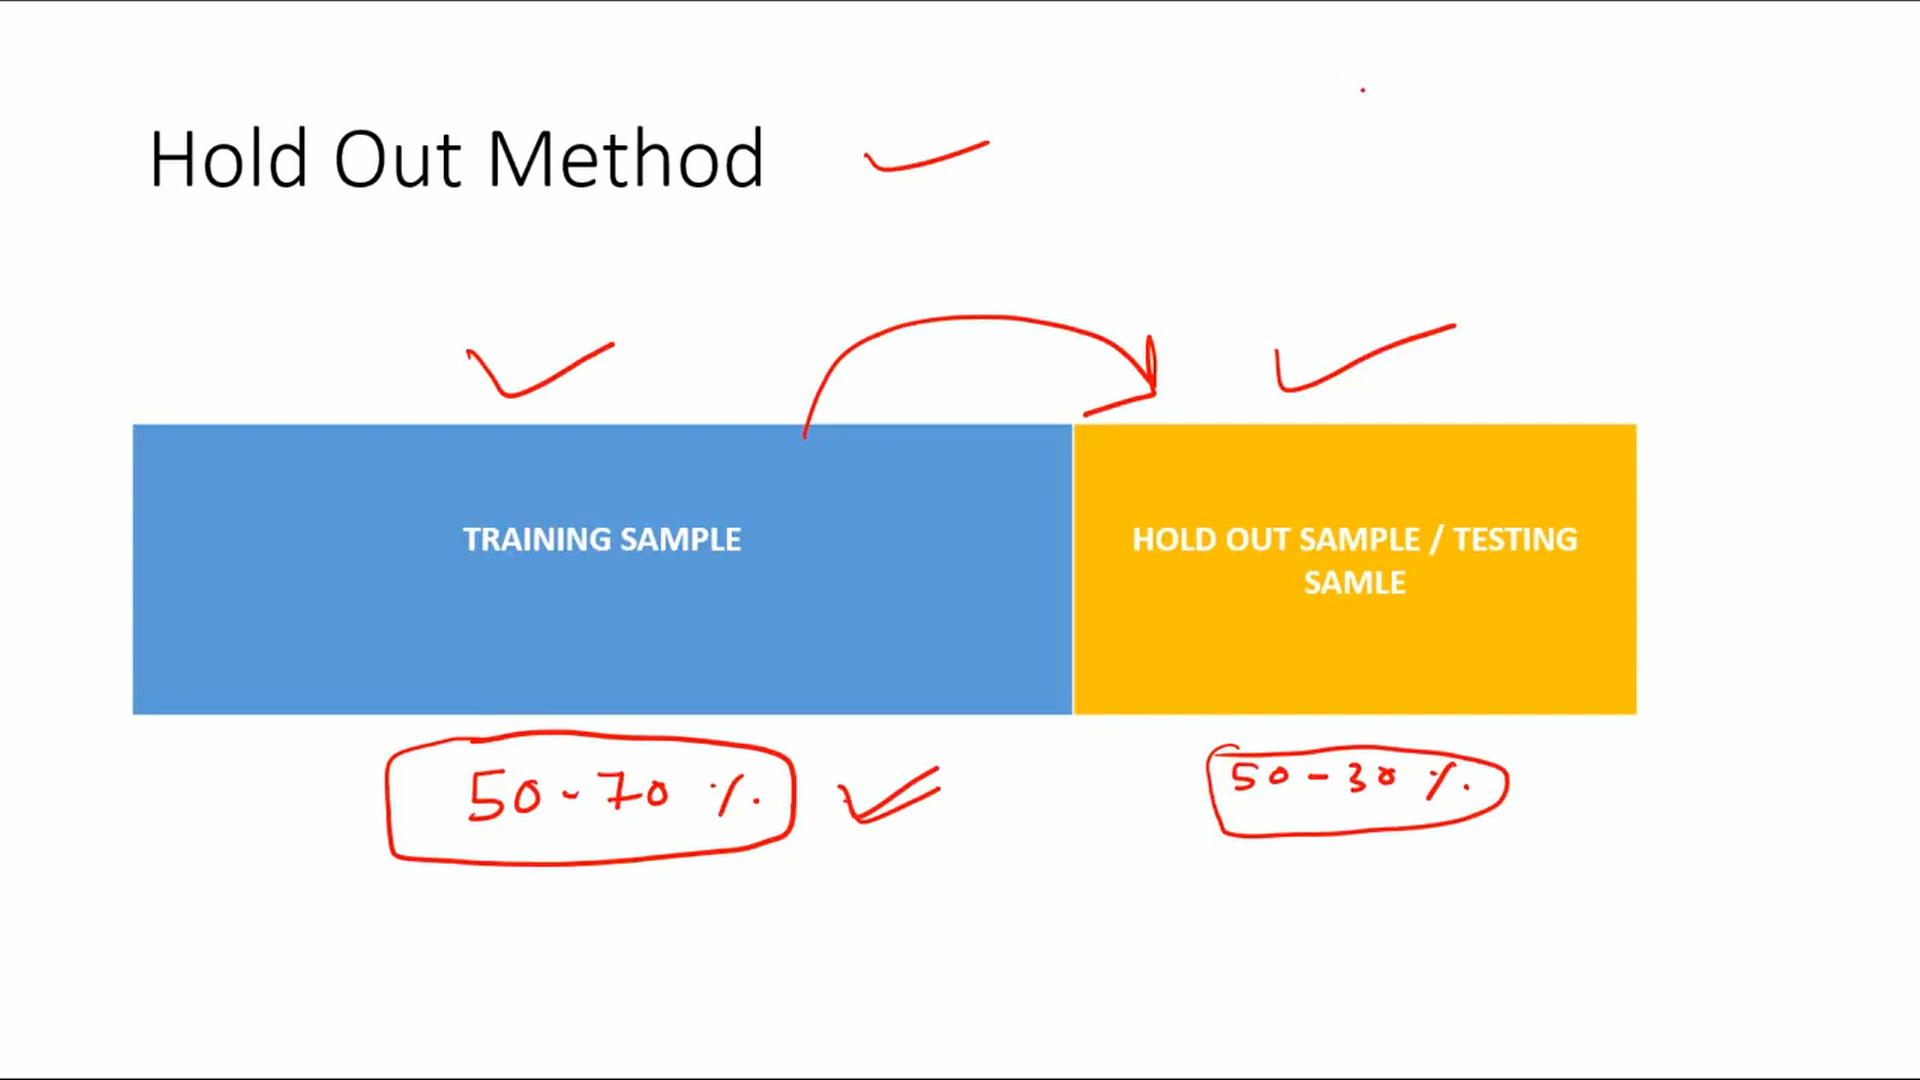 Hold Out Method
TRAINING SAMPLE
HOLD OUT SAMPLE / TESTING
SAMLE
50-70 %.
50-30 %.